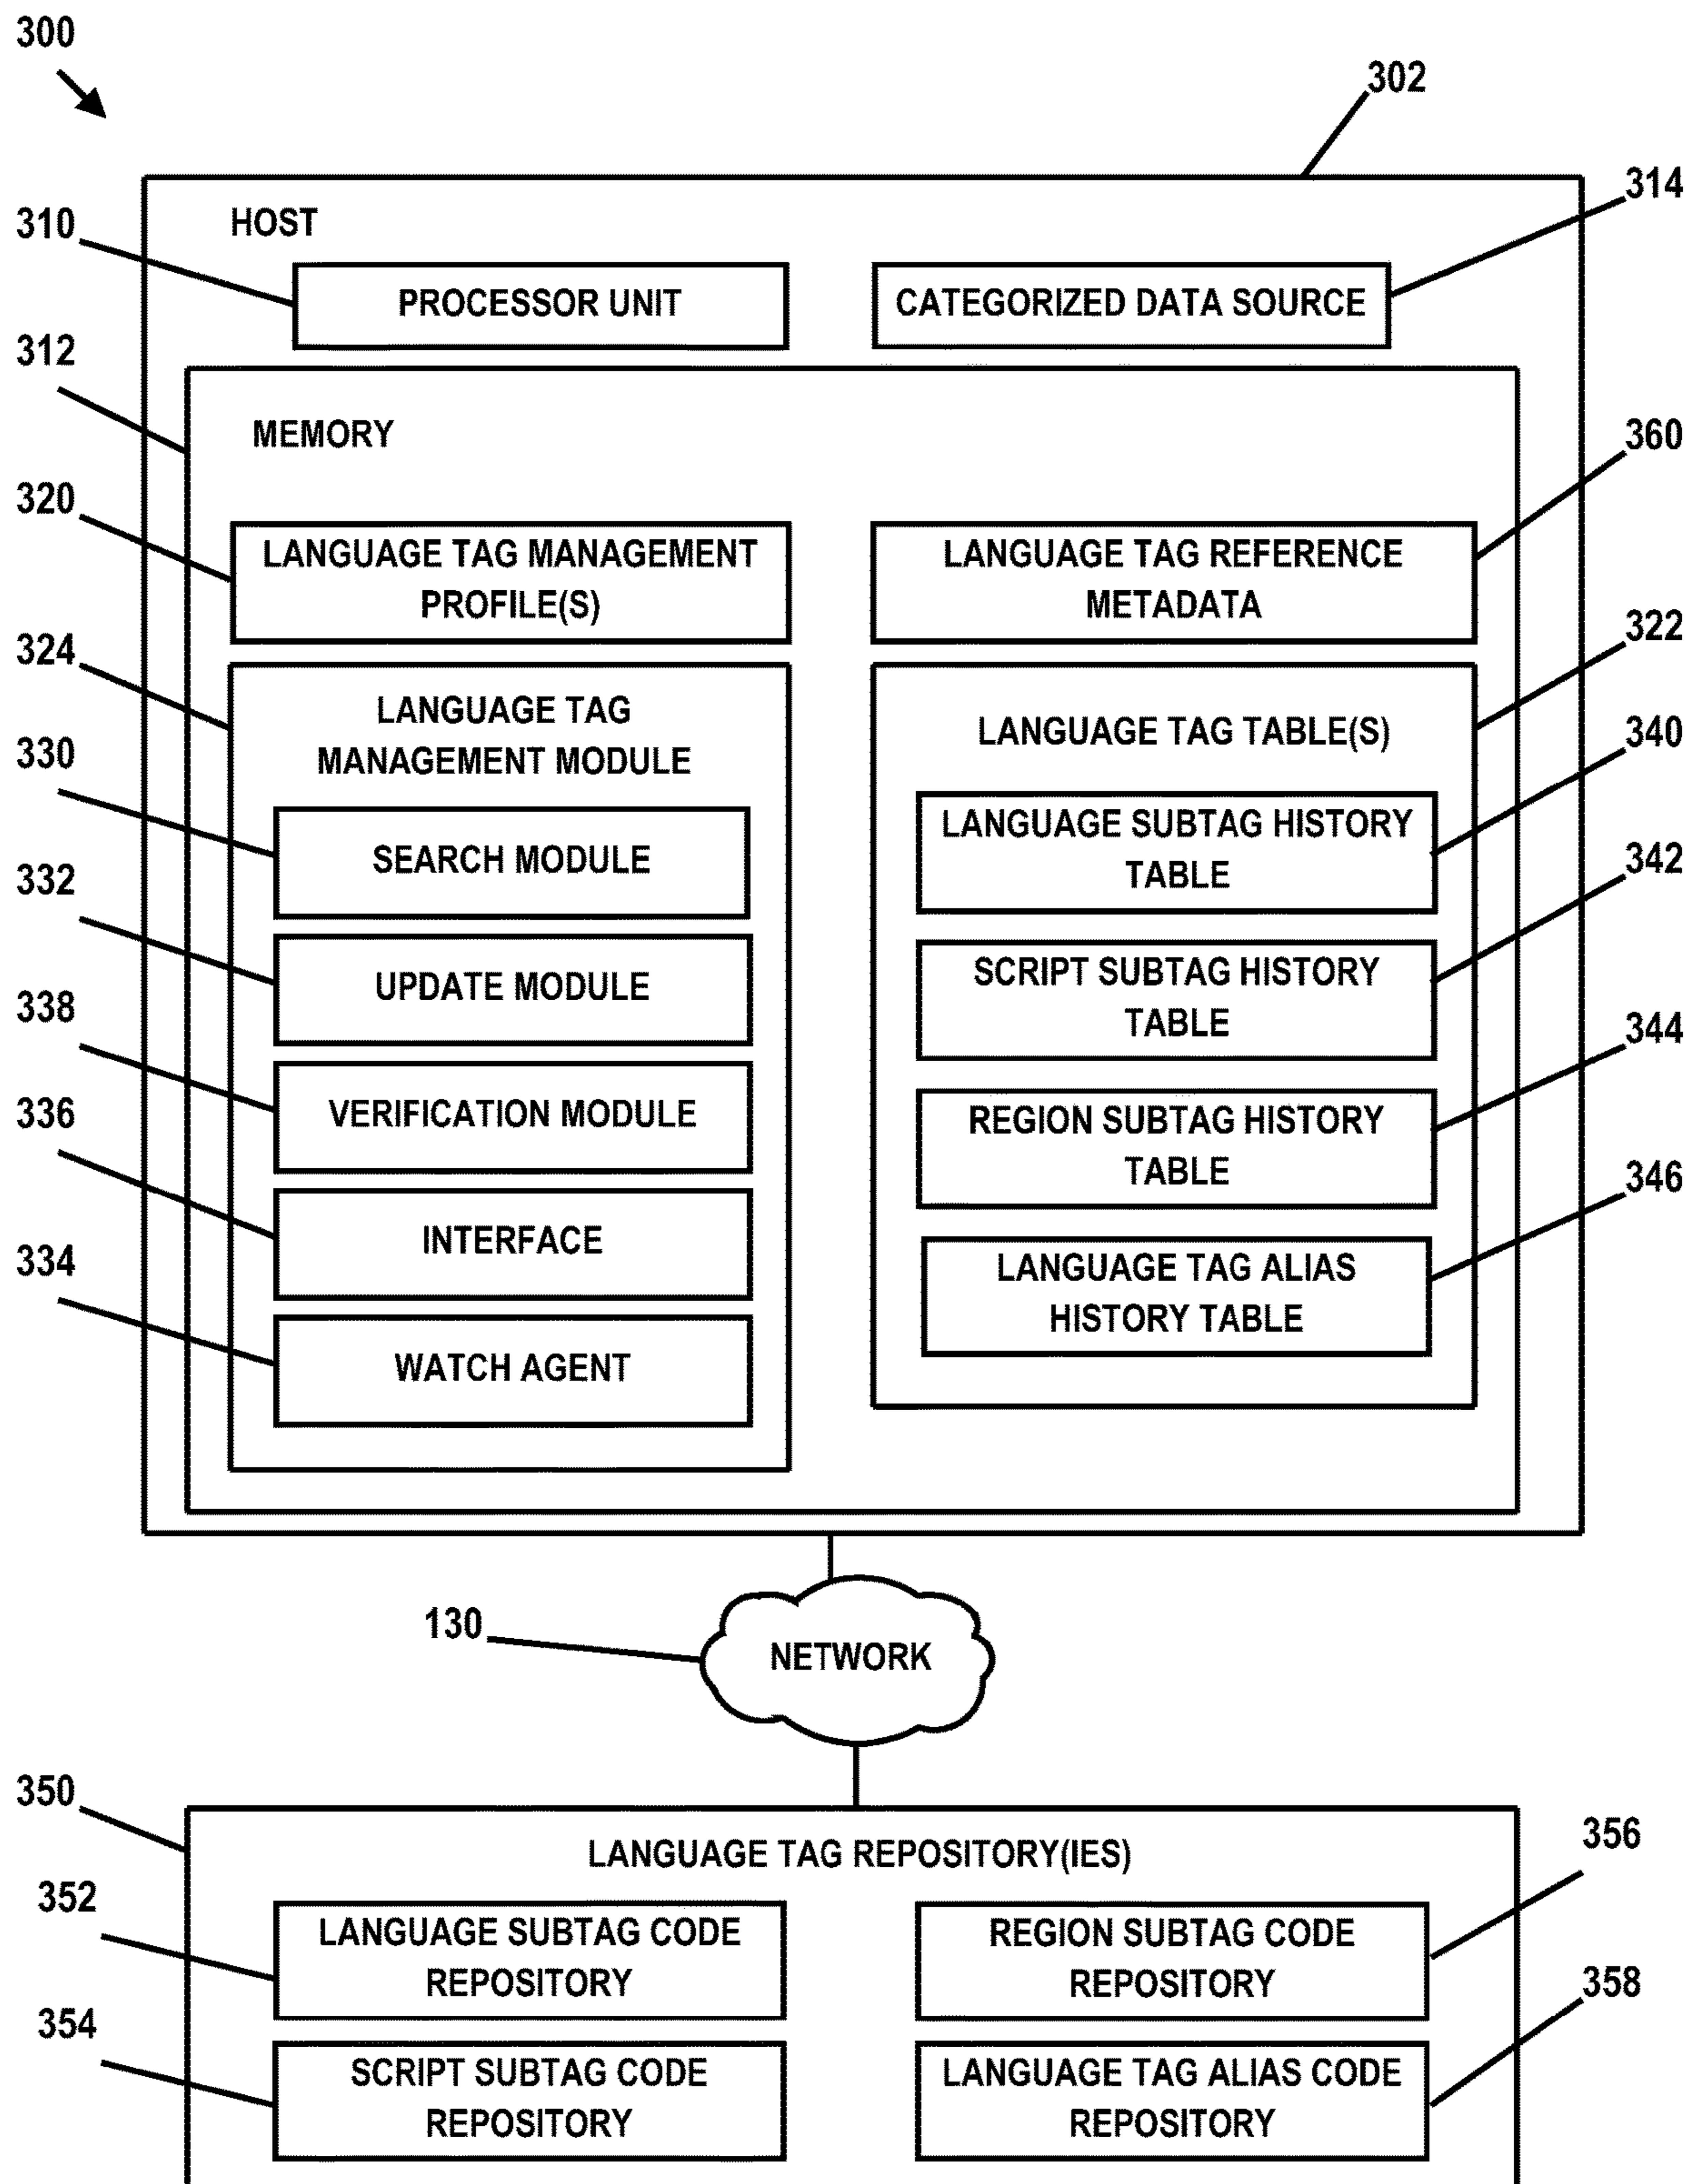 300
302
314
310
HOST
PROCESSOR UNIT
CATEGORIZED DATA SOURCE
312
MEMORY
360
320
LANGUAGE TAG MANAGEMENT
PROFILE(S)
LANGUAGE TAG REFERENCE
METADATA
322
324
LANGUAGE TAG
MANAGEMENT MODULE
LANGUAGE TAG TABLE(S)
340
330
SEARCH MODULE
LANGUAGE SUBTAG HISTORY
TABLE
342
332
UPDATE MODULE
SCRIPT SUBTAG HISTORY
TABLE
344
338
VERIFICATION MODULE
REGION SUBTAG HISTORY
TABLE
346
336
INTERFACE
LANGUAGE TAG ALIAS
HISTORY TABLE
334
WATCH AGENT
130
NETWORK
350
LANGUAGE TAG REPOSITORY(IES)
356
352
LANGUAGE SUBTAG CODE
REPOSITORY
REGION SUBTAG CODE
REPOSITORY
358
354
SCRIPT SUBTAG CODE
REPOSITORY
LANGUAGE TAG ALIAS CODE
REPOSITORY